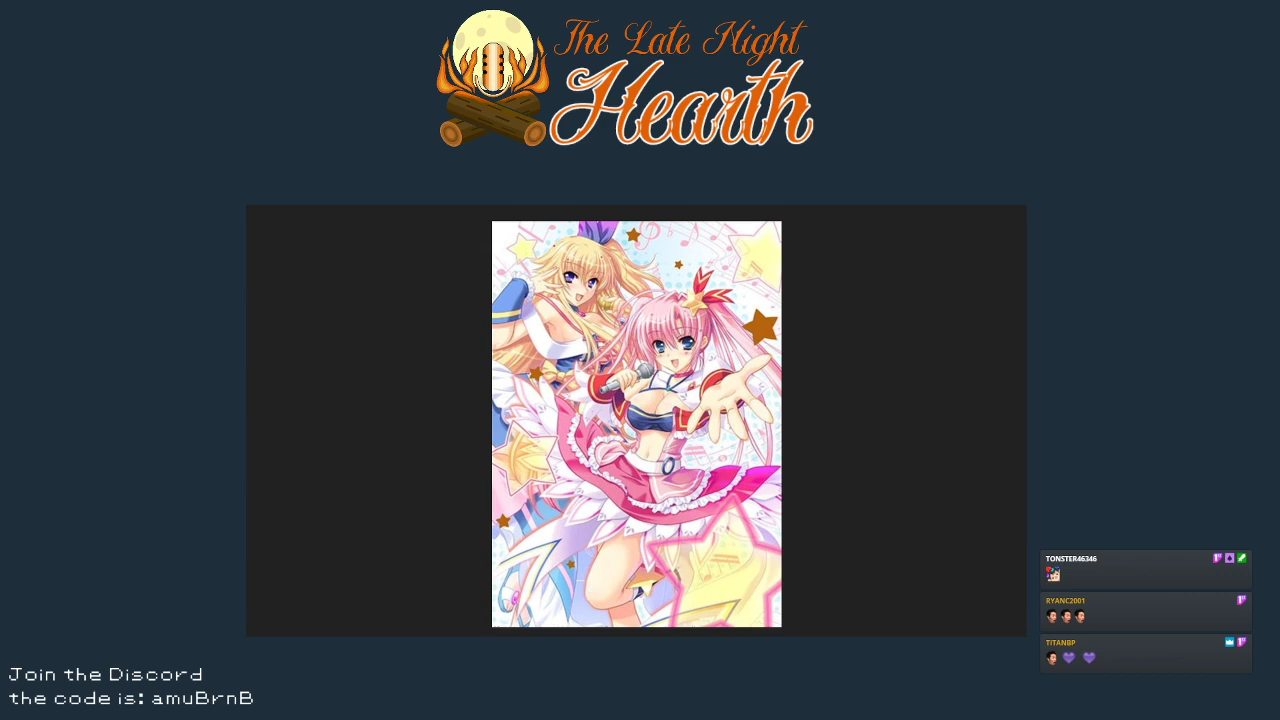 The Late Night
Hearth
TONSTER46346
RYANC2001
TITANBP
Join the Discord
the code is: amuBrnB